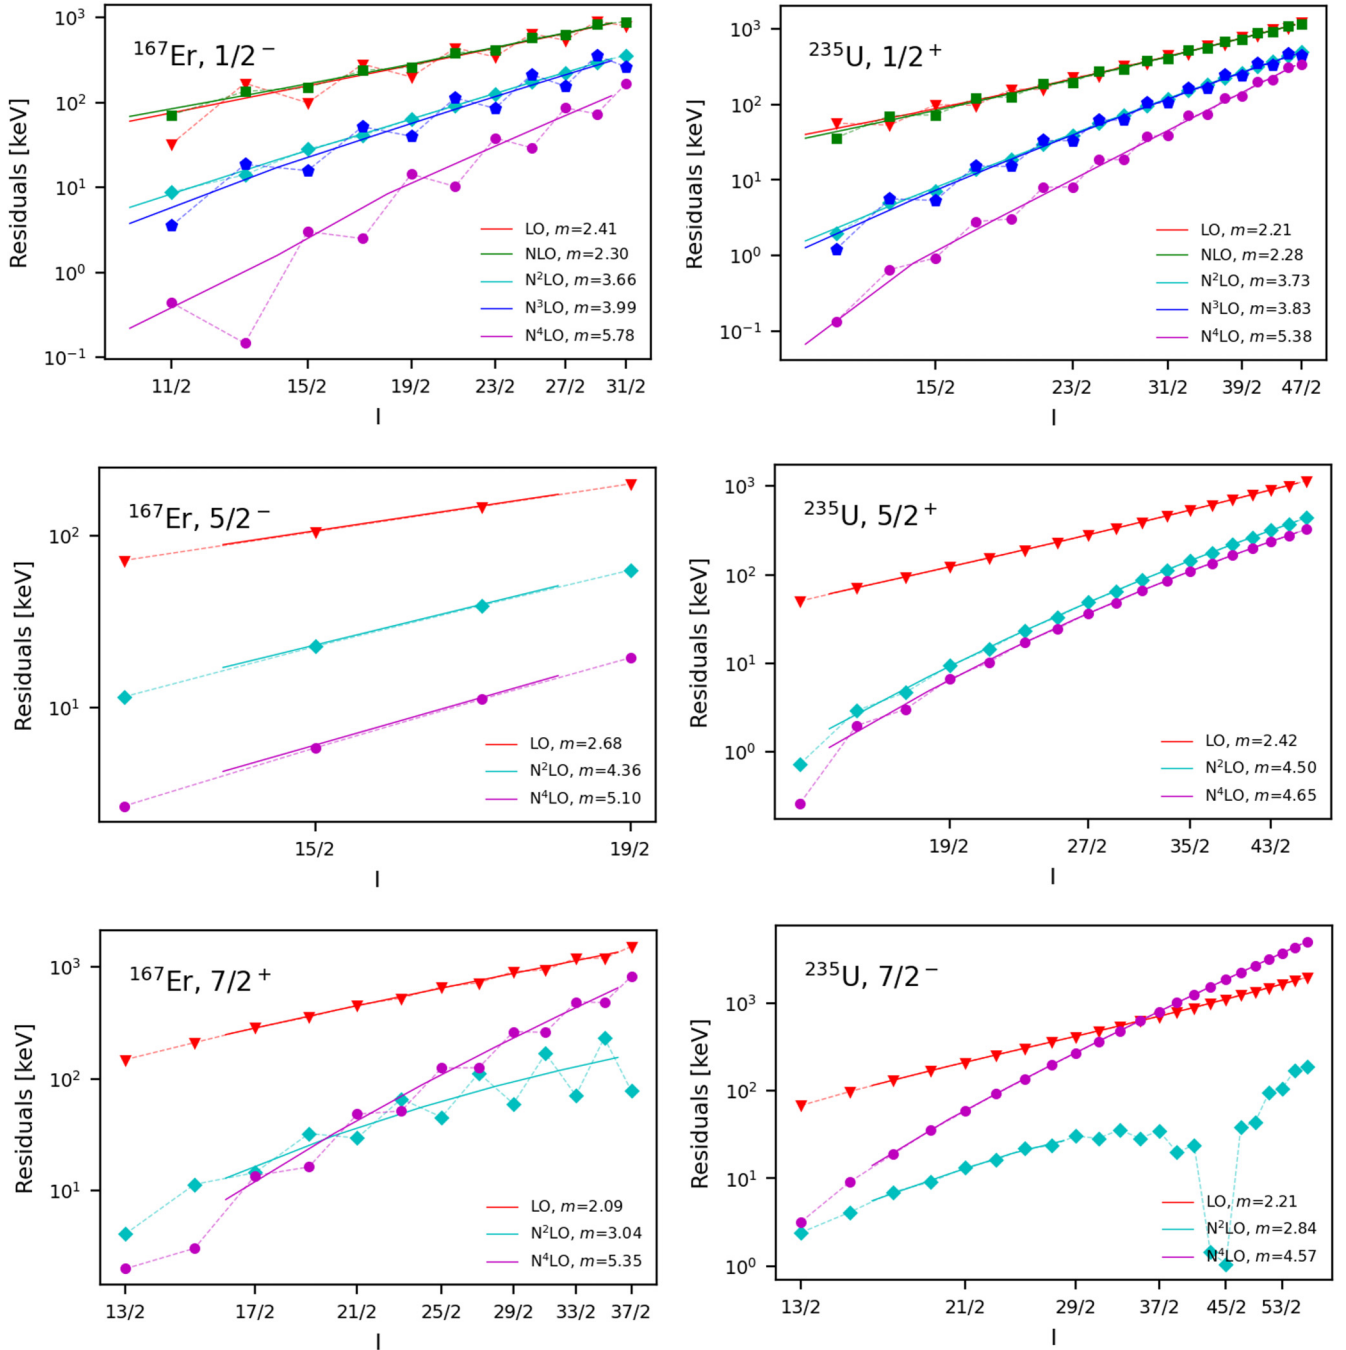 ¹⁶⁷Er, 1/2⁻
Residuals [keV]
10³
10²
10¹
10⁰
10⁻¹
LO, m=2.41
NLO, m=2.30
N²LO, m=3.66
N³LO, m=3.99
N⁴LO, m=5.78
11/2 15/2 19/2 23/2 27/2 31/2
I
²³⁵U, 1/2⁺
Residuals [keV]
10³
10²
10¹
10⁰
10⁻¹
LO, m=2.21
NLO, m=2.28
N²LO, m=3.73
N³LO, m=3.83
N⁴LO, m=5.38
15/2 23/2 31/2 39/2 47/2
I
¹⁶⁷Er, 5/2⁻
Residuals [keV]
10²
10¹
LO, m=2.68
N²LO, m=4.36
N⁴LO, m=5.10
15/2 19/2
I
²³⁵U, 5/2⁺
Residuals [keV]
10³
10²
10¹
10⁰
LO, m=2.42
N²LO, m=4.50
N⁴LO, m=4.65
19/2 27/2 35/2 43/2
I
¹⁶⁷Er, 7/2⁺
Residuals [keV]
10³
10²
10¹
LO, m=2.09
N²LO, m=3.04
N⁴LO, m=5.35
13/2 17/2 21/2 25/2 29/2 33/2 37/2
I
²³⁵U, 7/2⁻
Residuals [keV]
10³
10²
10¹
10⁰
LO, m=2.21
N²LO, m=2.84
N⁴LO, m=4.57
13/2 21/2 29/2 37/2 45/2 53/2
I